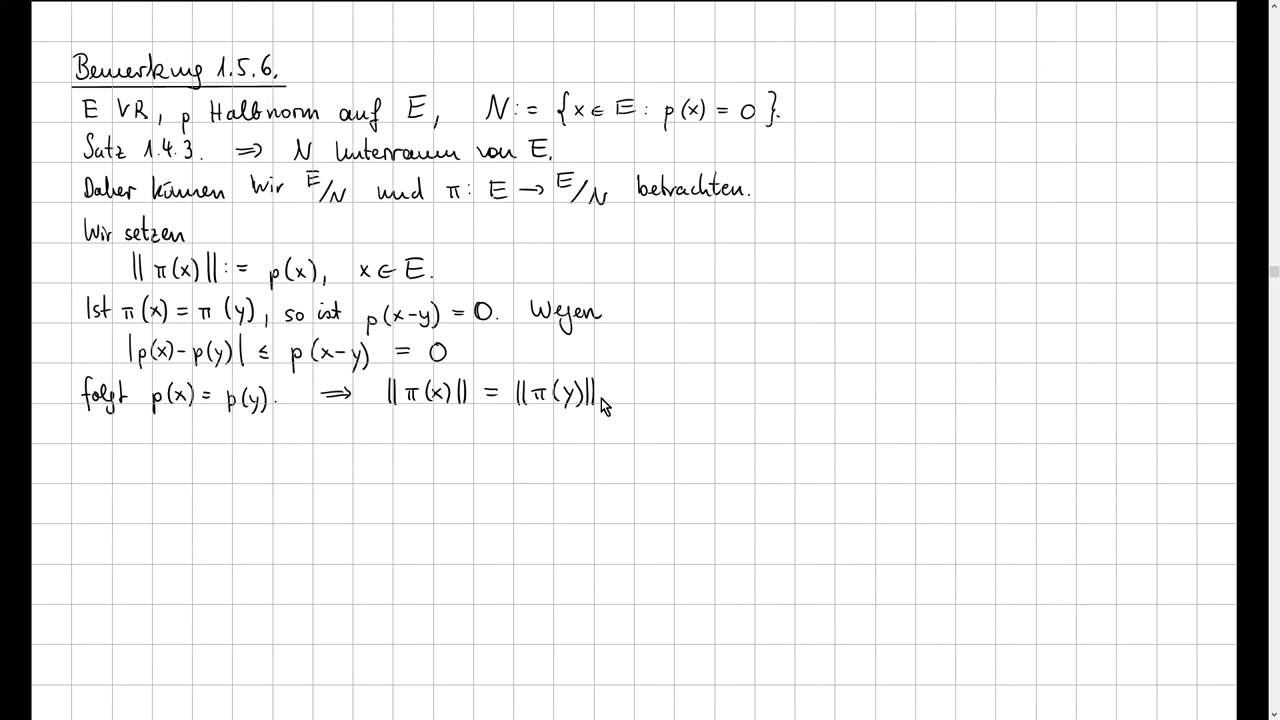 Bemerkung 1.5.6.
E VR, p Halbnorm auf E, N := {x ∈ E : p(x) = 0}.
Satz 1.4.3. ⇒ N Unterraum von E.
Daher können wir E/N und π: E → E/N betrachten.
Wir setzen
||π(x)|| := p(x), x ∈ E.
Ist π(x) = π(y), so ist p(x-y) = 0. Wegen
|p(x) - p(y)| ≤ p(x-y) = 0
folgt p(x) = p(y). ⇒ ||π(x)|| = ||π(y)||